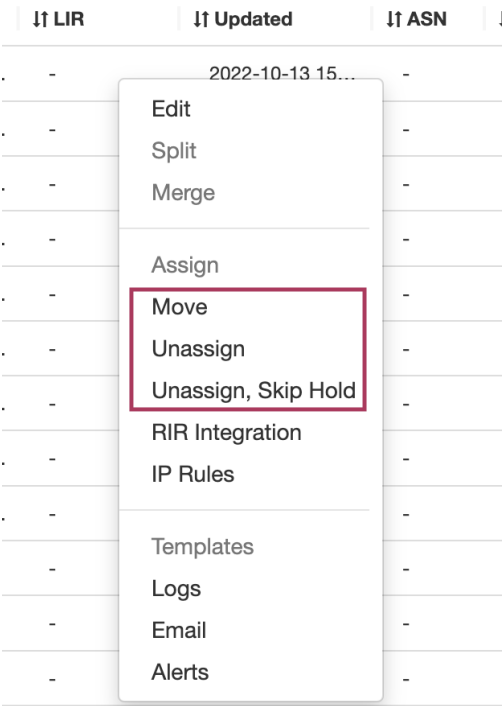 LIR Updated ASN
- 2022-10-13 15... -
- -
- -
- -
- -
- -
- -
- -
- -
- -
- -
- -
Edit
Split
Merge
Assign
Move
Unassign
Unassign, Skip Hold
RIR Integration
IP Rules
Templates
Logs
Email
Alerts